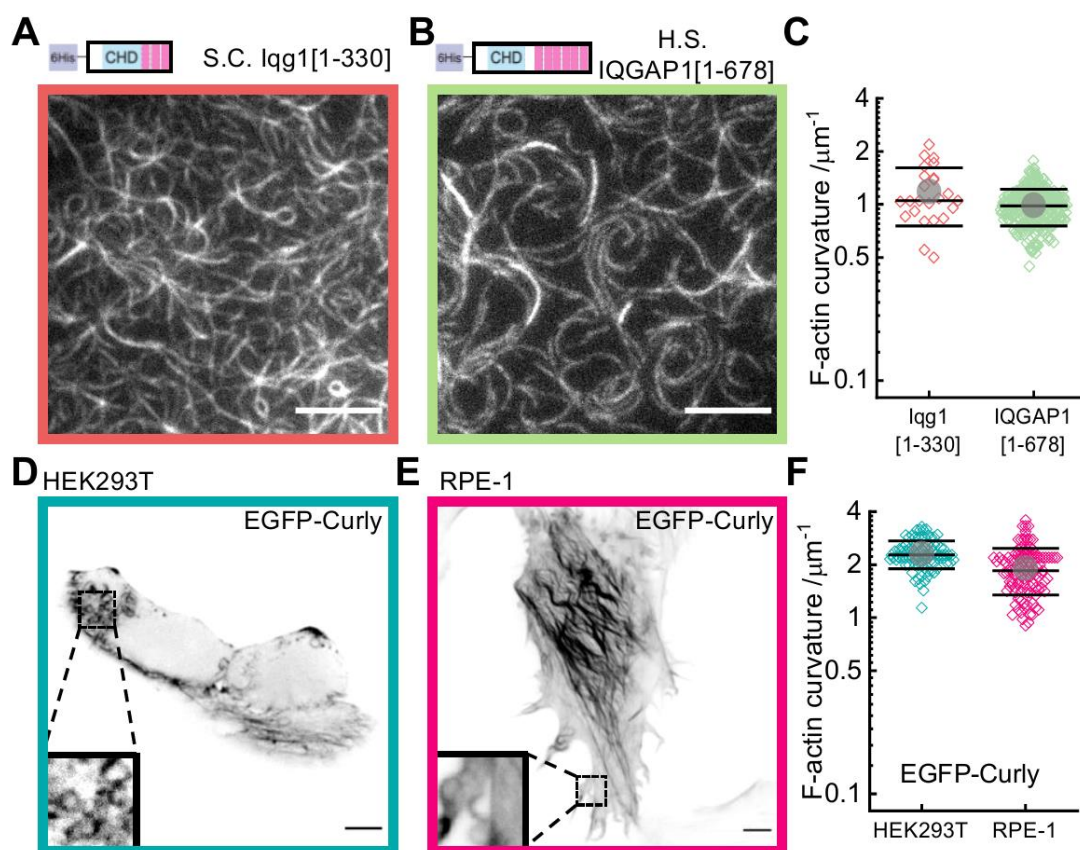 A
6His CHD
S.C. Iqg1[1-330]
B
6His CHD
H.S.
IQGAP1[1-678]
C
F-actin curvature /μm⁻¹
4
2
1
0.5
0.1
Iqg1
[1-330]
IQGAP1
[1-678]
D HEK293T
EGFP-Curly
E RPE-1
EGFP-Curly
F
F-actin curvature /μm⁻¹
4
2
1
0.5
0.1
EGFP-Curly
HEK293T RPE-1